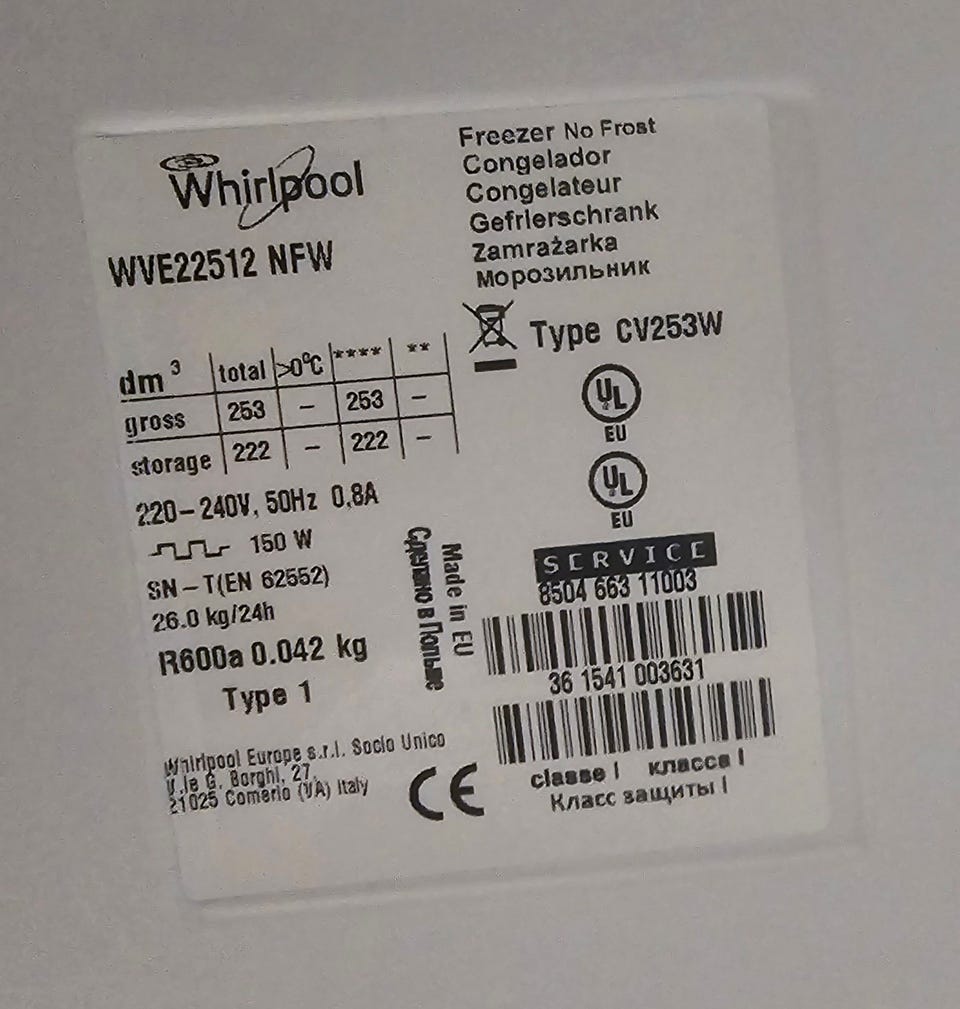 Whirlpool
WVE22512 NFW
Freezer No Frost
Congelador
Congelateur
Gefrierschrank
Zamrażarka
Морозильник
Type CV253W
dm³ total >0°C **** **
gross 253 – 253 –
storage 222 – 222 –
220–240V, 50Hz 0,8A
150 W
SN–T(EN 62552)
26.0 kg/24h
R600a 0.042 kg
Type 1
Made in EU
Сделано в Польше
UL
EU
UL
EU
SERVICE
8504 663 11003
36 1541 003631
Whirlpool Europe s.r.l. Socio Unico
V.le G. Borghi, 27,
21025 Comerio (VA) Italy
CE
classe I класса I
Класс защиты I